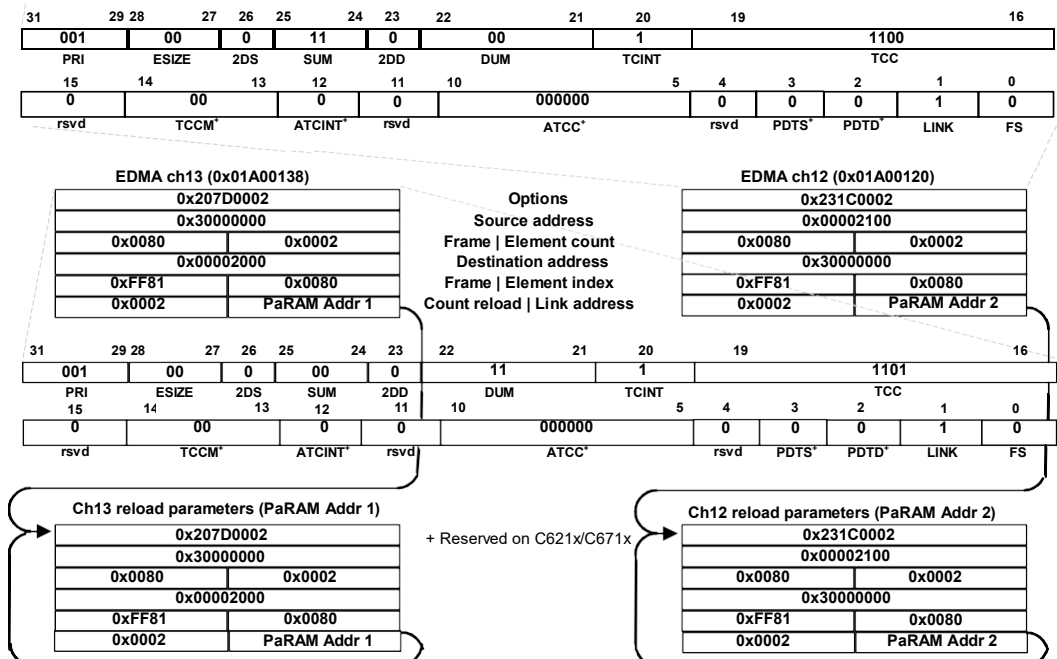 31 29 28 27 26 25 24 23 22 21 20 19 16
001 00 0 11 0 00 1 1100
PRI ESIZE 2DS SUM 2DD DUM TCINT TCC
15 14 13 12 11 10 5 4 3 2 1 0
0 00 0 0 000000 0 0 0 1 0
rsvd TCCM+ ATCINT+ rsvd ATCC+ rsvd PDTS+ PDTD+ LINK FS
EDMA ch13 (0x01A00138) EDMA ch12 (0x01A00120)
0x207D0002 Options 0x231C0002
0x30000000 Source address 0x00002100
0x0080 0x0002 Frame | Element count 0x0080 0x0002
0x00002000 Destination address 0x30000000
0xFF81 0x0080 Frame | Element index 0xFF81 0x0080
0x0002 PaRAM Addr 1 Count reload | Link address 0x0002 PaRAM Addr 2
31 29 28 27 26 25 24 23 22 21 20 19 16
001 00 0 00 0 11 1 1101
PRI ESIZE 2DS SUM 2DD DUM TCINT TCC
15 14 13 12 11 10 5 4 3 2 1 0
0 00 0 0 000000 0 0 0 1 0
rsvd TCCM+ ATCINT+ rsvd ATCC+ rsvd PDTS+ PDTD+ LINK FS
Ch13 reload parameters (PaRAM Addr 1) Ch12 reload parameters (PaRAM Addr 2)
0x207D0002 + Reserved on C621x/C671x 0x231C0002
0x30000000 0x00002100
0x0080 0x0002 0x0080 0x0002
0x00002000 0x30000000
0xFF81 0x0080 0xFF81 0x0080
0x0002 PaRAM Addr 1 0x0002 PaRAM Addr 2